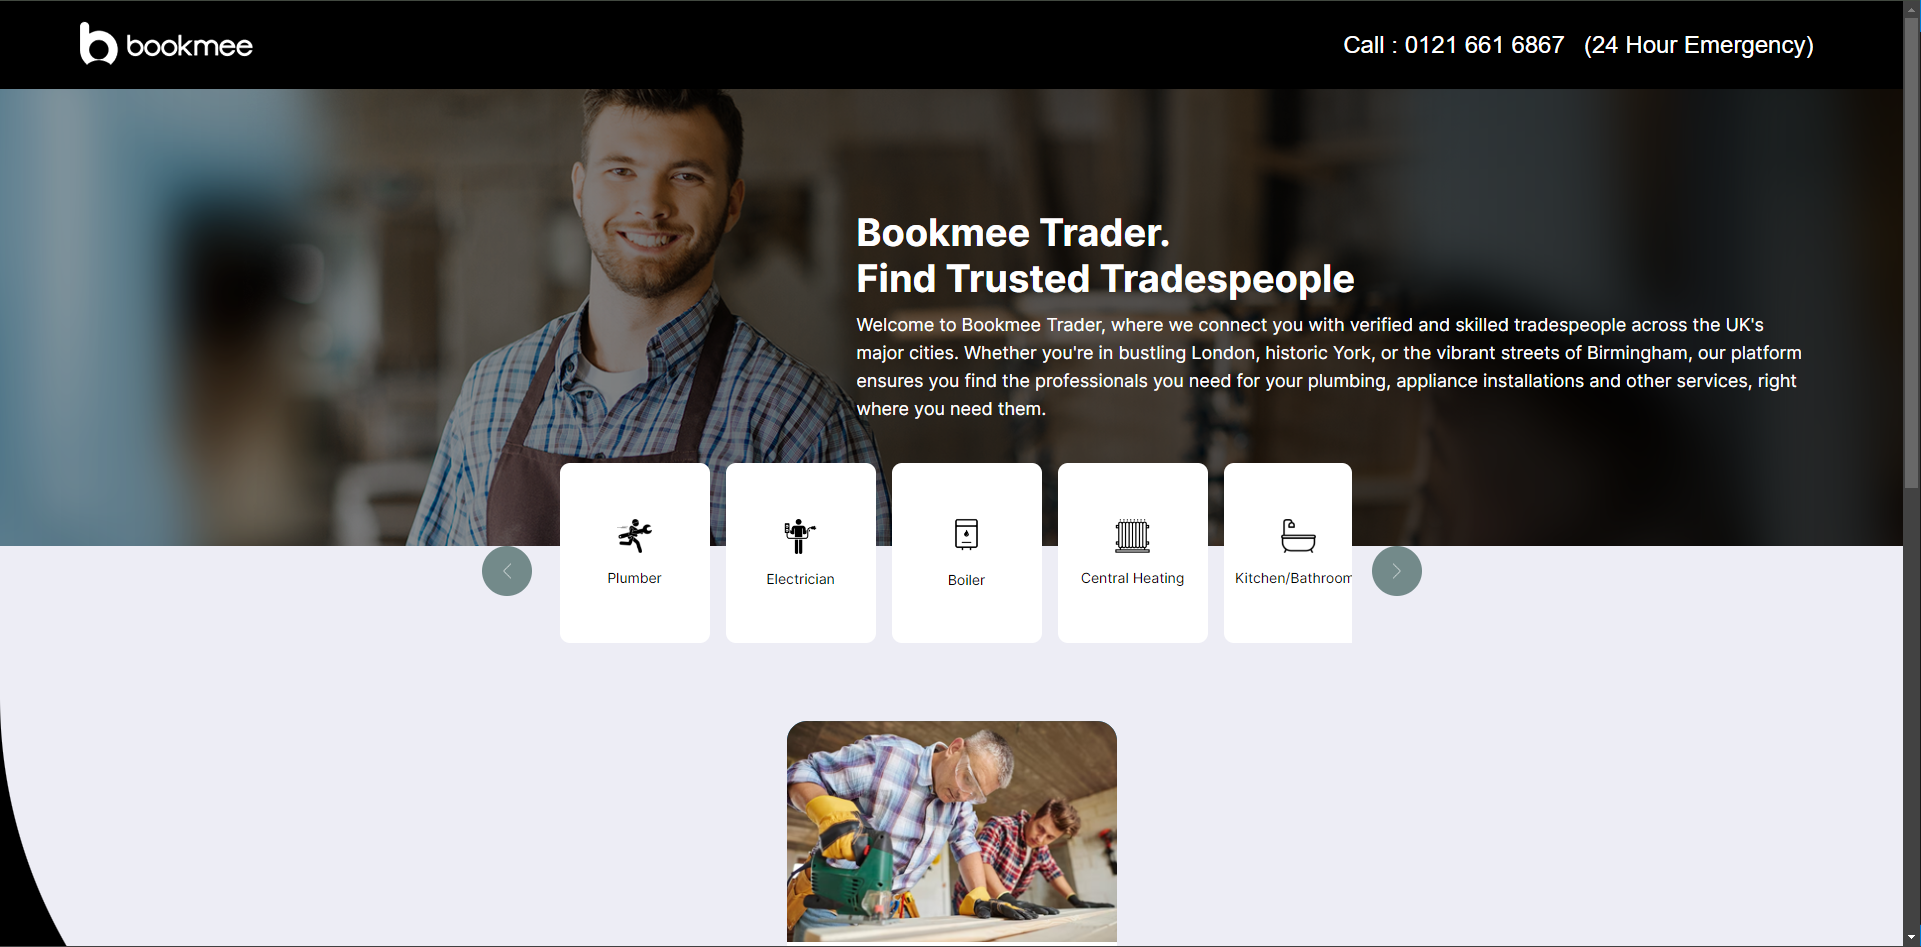 bookmee
Call : 0121 661 6867 (24 Hour Emergency)
Bookmee Trader.
Find Trusted Tradespeople
Welcome to Bookmee Trader, where we connect you with verified and skilled tradespeople across the UK's
major cities. Whether you're in bustling London, historic York, or the vibrant streets of Birmingham, our platform
ensures you find the professionals you need for your plumbing, appliance installations and other services, right
where you need them.
Plumber
Electrician
Boiler
Central Heating
Kitchen/Bathroom